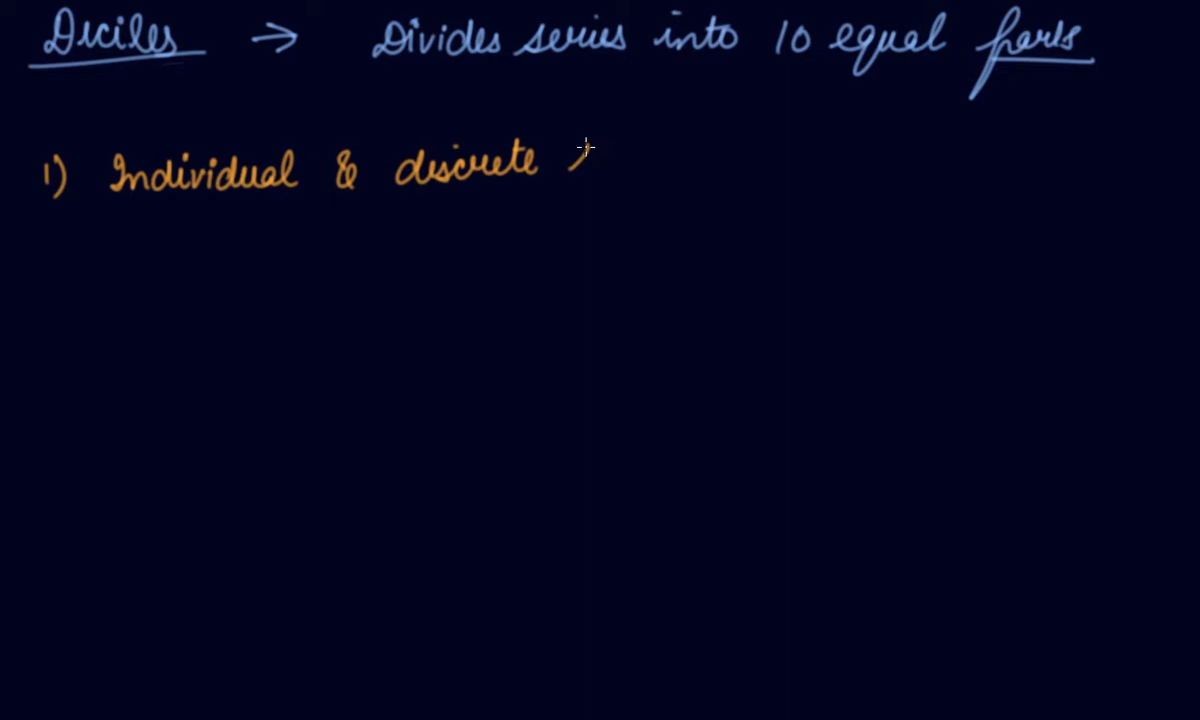 Deciles → Divides series into 10 equal parts
1) Individual & discrete